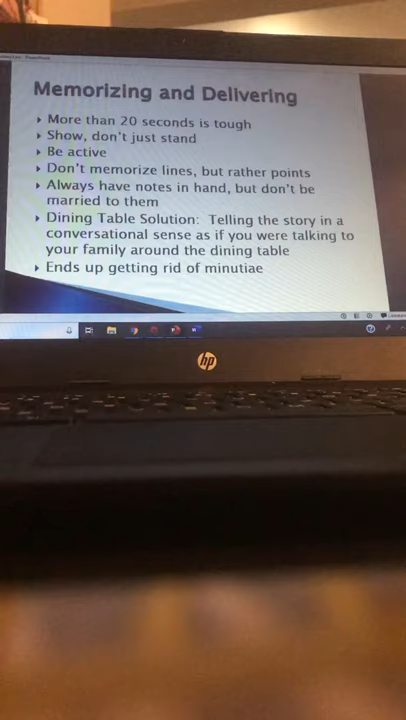 Memorizing and Delivering
More than 20 seconds is tough
Show, don't just stand
Be active
Don't memorize lines, but rather points
Always have notes in hand, but don't be
married to them
Dining Table Solution: Telling the story in a
conversational sense as if you were talking to
your family around the dining table
Ends up getting rid of minutiae
hp